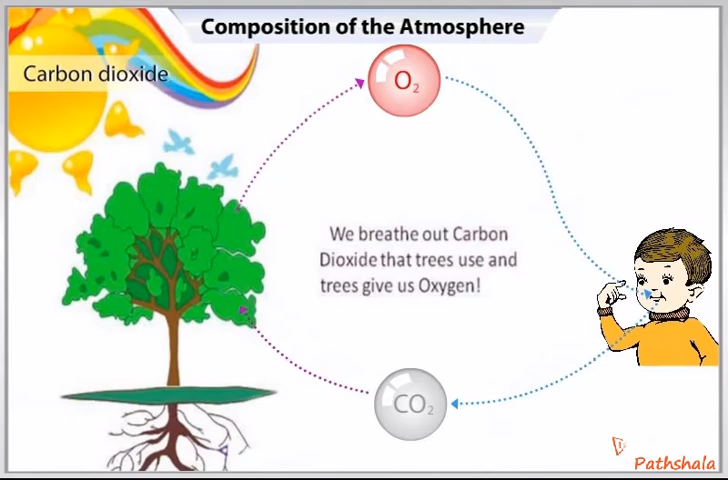 Composition of the Atmosphere
Carbon dioxide
O₂
We breathe out Carbon
Dioxide that trees use and
trees give us Oxygen!
CO₂
Pathshala